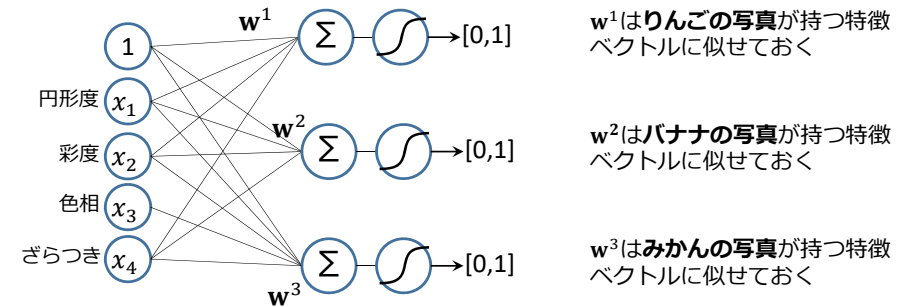 1
円形度 x₁
彩度 x₂
色相 x₃
ざらつき x₄
w¹
Σ
[0,1]
w¹はりんごの写真が持つ特徴
ベクトルに似せておく
w²
Σ
[0,1]
w²はバナナの写真が持つ特徴
ベクトルに似せておく
w³
Σ
[0,1]
w³はみかんの写真が持つ特徴
ベクトルに似せておく